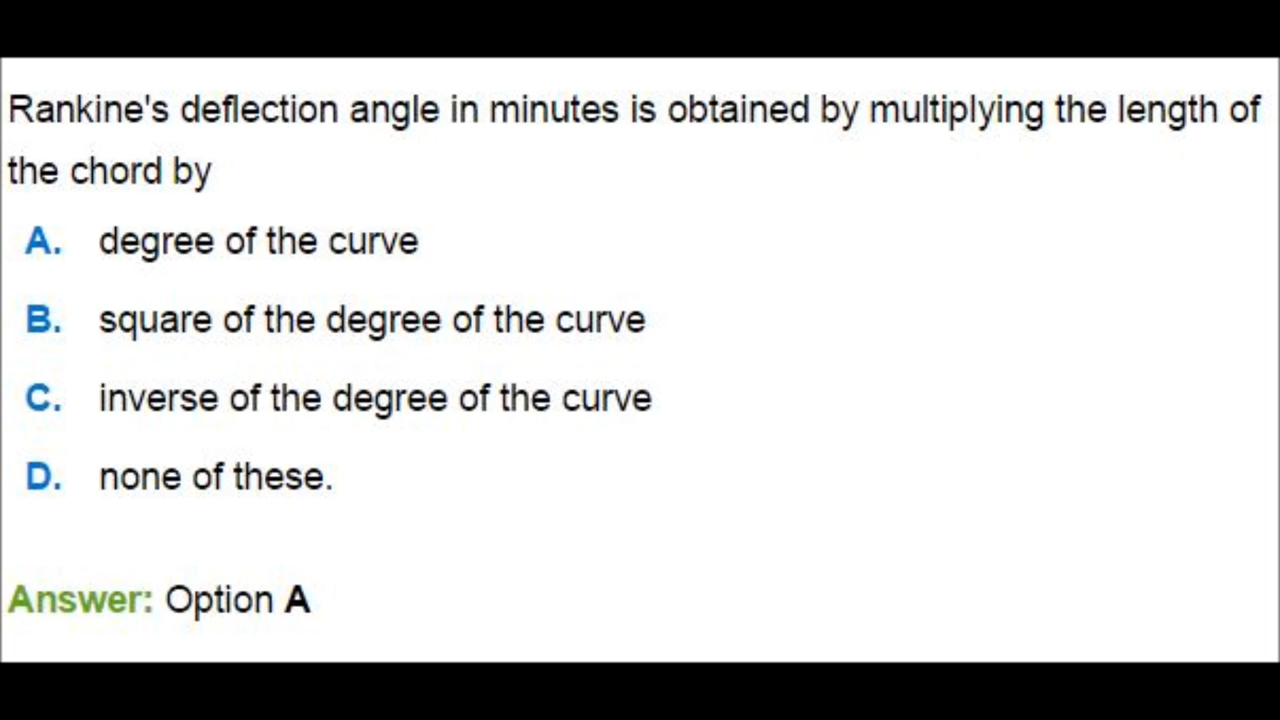 Rankine's deflection angle in minutes is obtained by multiplying the length of
the chord by
A. degree of the curve
B. square of the degree of the curve
C. inverse of the degree of the curve
D. none of these.
Answer: Option A